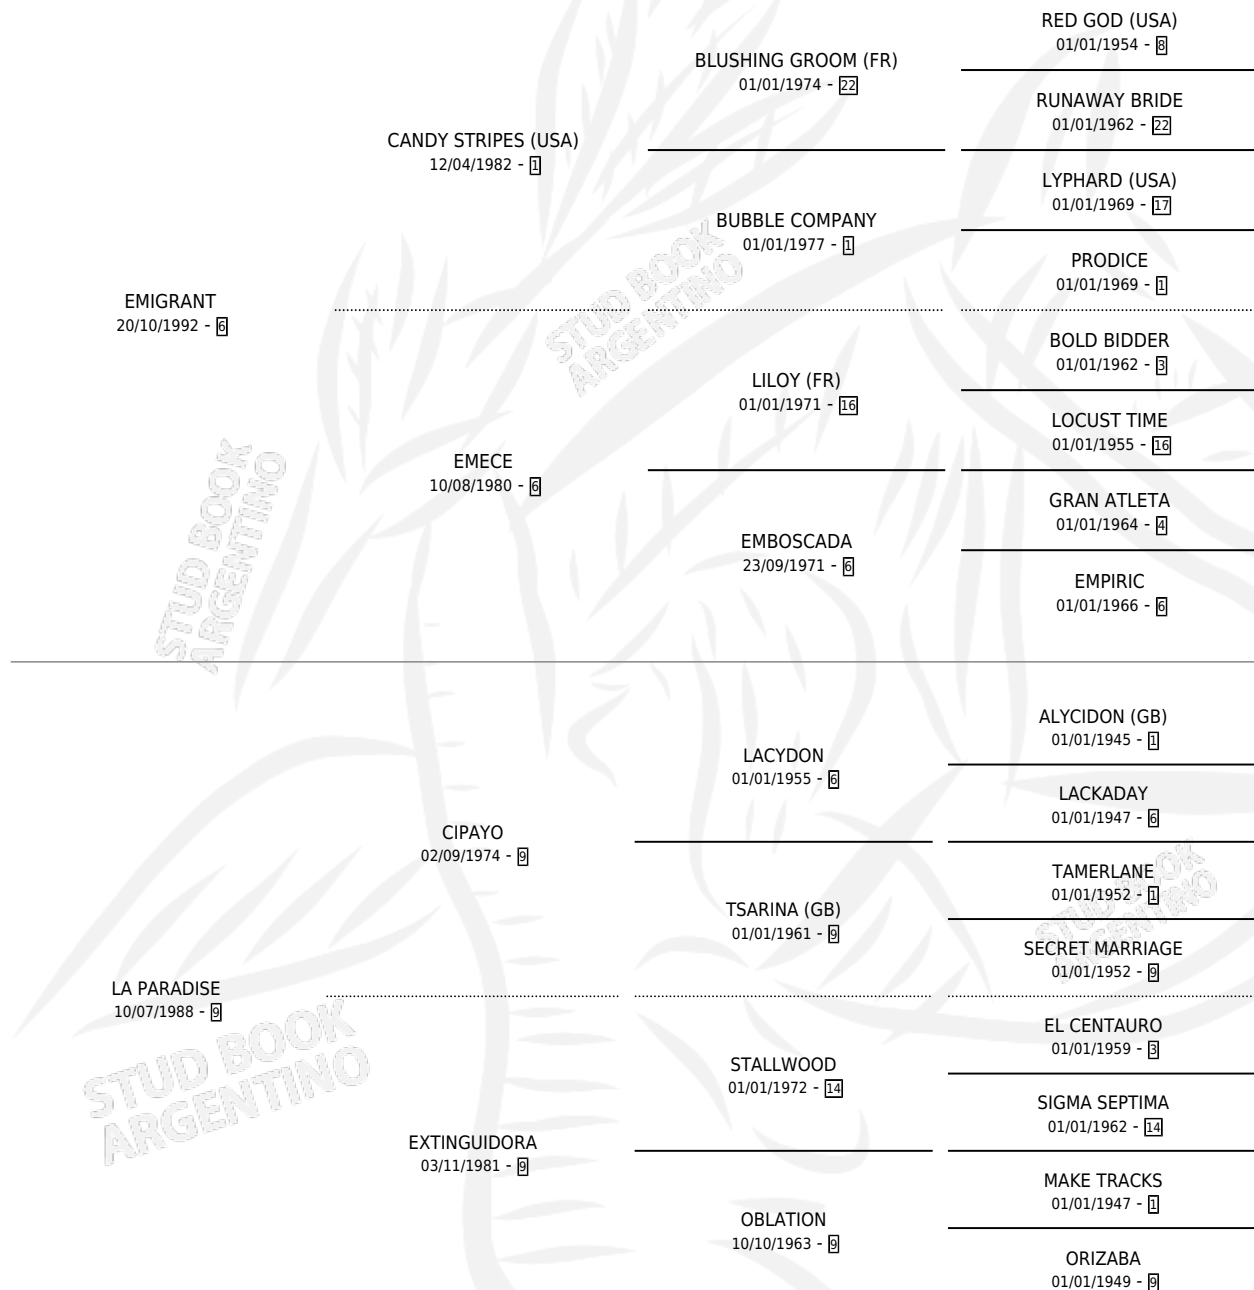 RED GOD (USA)
01/01/1954 - 8
BLUSHING GROOM (FR)
01/01/1974 - 22
RUNAWAY BRIDE
01/01/1962 - 22
CANDY STRIPES (USA)
12/04/1982 - 1
LYPHARD (USA)
01/01/1969 - 17
BUBBLE COMPANY
01/01/1977 - 1
PRODICE
01/01/1969 - 1
EMIGRANT
20/10/1992 - 6
STUD BOOK
ARGENTINO
BOLD BIDDER
01/01/1962 - 3
LILOY (FR)
01/01/1971 - 16
LOCUST TIME
01/01/1955 - 16
EMECE
10/08/1980 - 6
GRAN ATLETA
01/01/1964 - 4
EMBOSCADA
23/09/1971 - 6
EMPIRIC
01/01/1966 - 6
STUD BOOK
ARGENTINO
ALYCIDON (GB)
01/01/1945 - 1
LACYDON
01/01/1955 - 6
LACKADAY
01/01/1947 - 6
CIPAYO
02/09/1974 - 9
TAMERLANE
01/01/1952 - 1
TSARINA (GB)
01/01/1961 - 9
SECRET MARRIAGE
01/01/1952 - 9
STUD BOOK
ARGENTINO
LA PARADISE
10/07/1988 - 9
EL CENTAURO
01/01/1959 - 3
STALLWOOD
01/01/1972 - 14
SIGMA SEPTIMA
01/01/1962 - 14
EXTINGUIDORA
03/11/1981 - 9
MAKE TRACKS
01/01/1947 - 1
OBLATION
10/10/1963 - 9
ORIZABA
01/01/1949 - 9
STUD BOOK
ARGENTINO